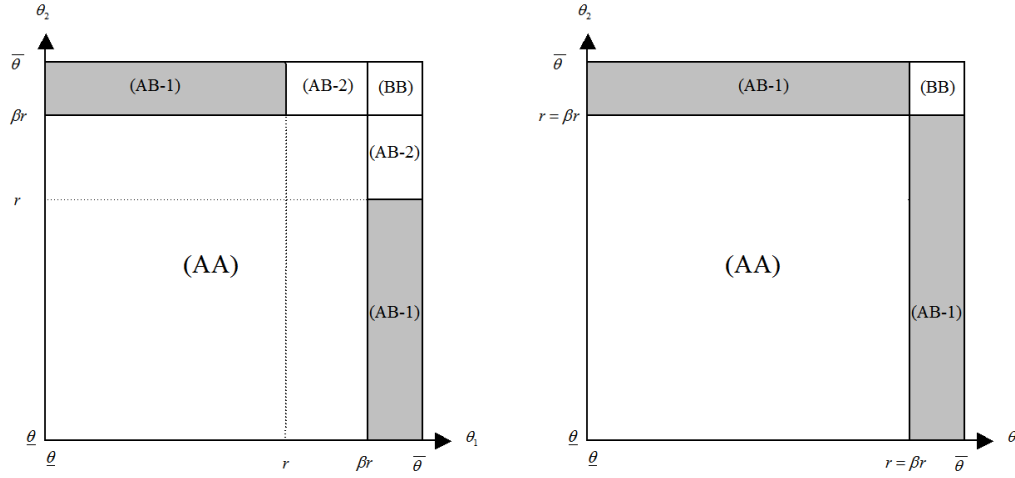 θ₂
θ̅
(AB-1)
(AB-2)
(BB)
βr
(AB-2)
r
(AA)
(AB-1)
θ̲
θ̲
r
βr
θ̅
θ₁
θ₂
θ̅
(AB-1)
(BB)
r = βr
(AA)
(AB-1)
θ̲
θ̲
r = βr
θ̅
θ